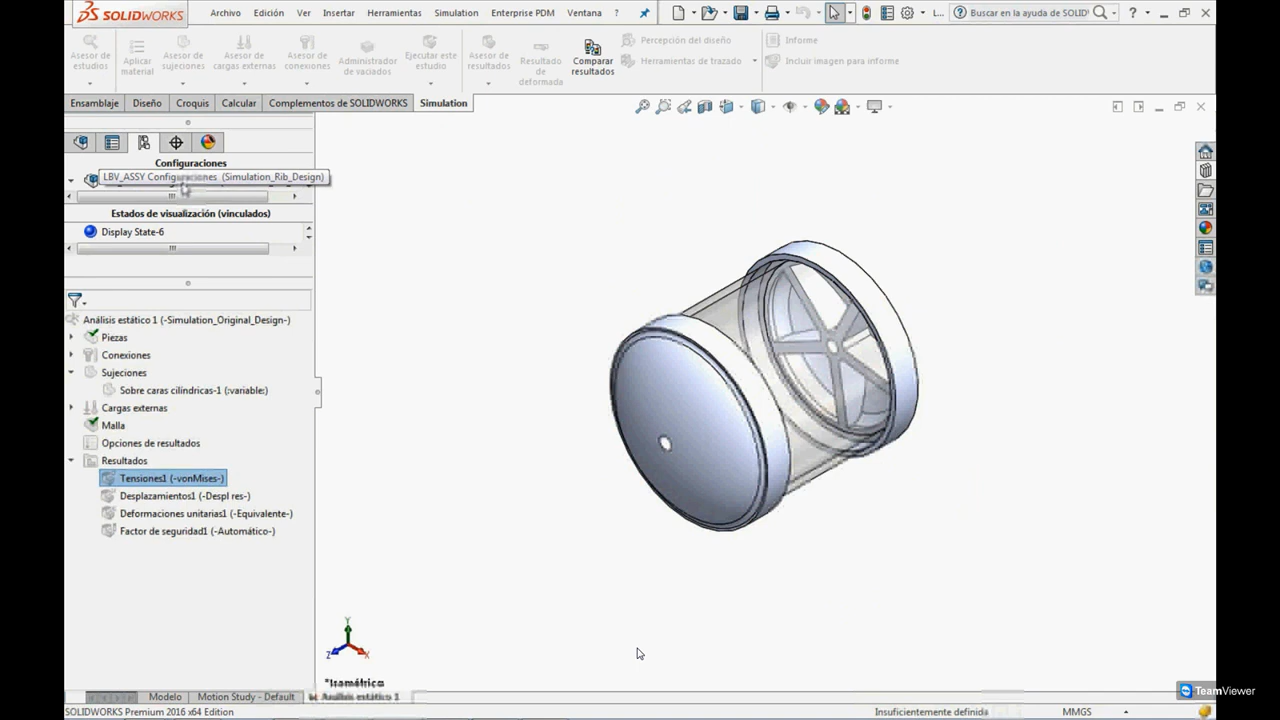 SOLIDWORKS Archivo Edición Ver Insertar Herramientas Simulation Enterprise PDM Ventana ? L... Buscar en la ayuda de SOLID' ?
Asesor de estudios
Aplicar material
Asesor de sujeciones
Asesor de cargas externas
Asesor de conexiones
Administrador de vaciados
Ejecutar este estudio
Asesor de resultados
Resultado de deformada
Comparar resultados
Percepción del diseño
Herramientas de trazado
Informe
Incluir imagen para informe
Ensamblaje Diseño Croquis Calcular Complementos de SOLIDWORKS Simulation
Configuraciones
LBV_ASSY Configuraciones (Simulation_Rib_Design)
Estados de visualización (vinculados)
Display State-6
Análisis estático 1 (-Simulation_Original_Design-)
Piezas
Conexiones
Sujeciones
Sobre caras cilíndricas-1 (:variable:)
Cargas externas
Malla
Opciones de resultados
Resultados
Tensiones1 (-vonMises-)
Desplazamientos1 (-Despl res-)
Deformaciones unitarias1 (-Equivalente-)
Factor de seguridad1 (-Automático-)
Y
Z X
*Isométrica
Modelo Motion Study - Default Análisis estático 1
SOLIDWORKS Premium 2016 x64 Edition Insuficientemente definida MMGS
TeamViewer